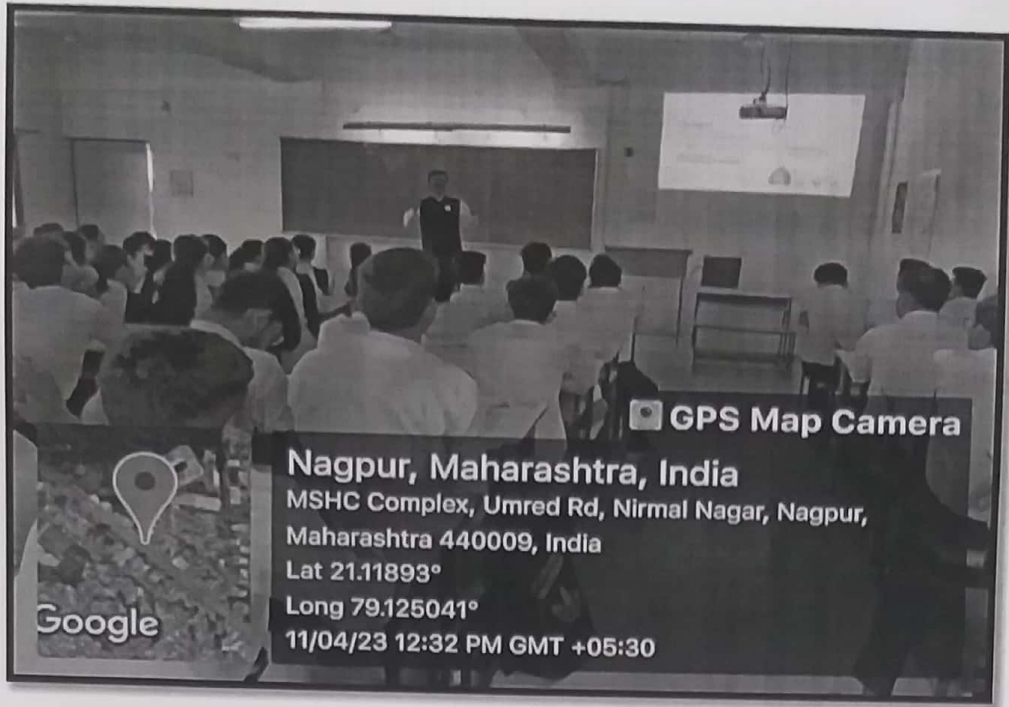 GPS Map Camera
Nagpur, Maharashtra, India
MSHC Complex, Umred Rd, Nirmal Nagar, Nagpur,
Maharashtra 440009, India
Lat 21.11893°
Long 79.125041°
11/04/23 12:32 PM GMT +05:30
Google